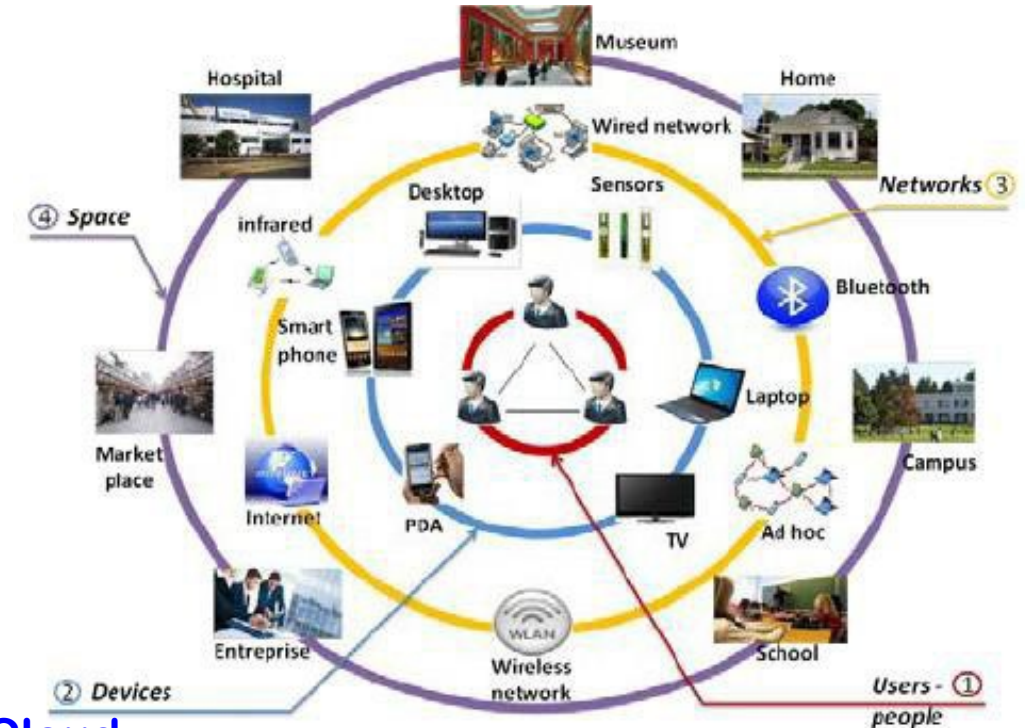 Museum
Hospital
Home
Wired network
Desktop
Sensors
Networks ③
④ Space
infrared
Bluetooth
Smart
phone
Laptop
Market
place
Campus
Internet
PDA
TV
Ad hoc
WLAN
Entreprise
Wireless
network
School
② Devices
Users - ①
people